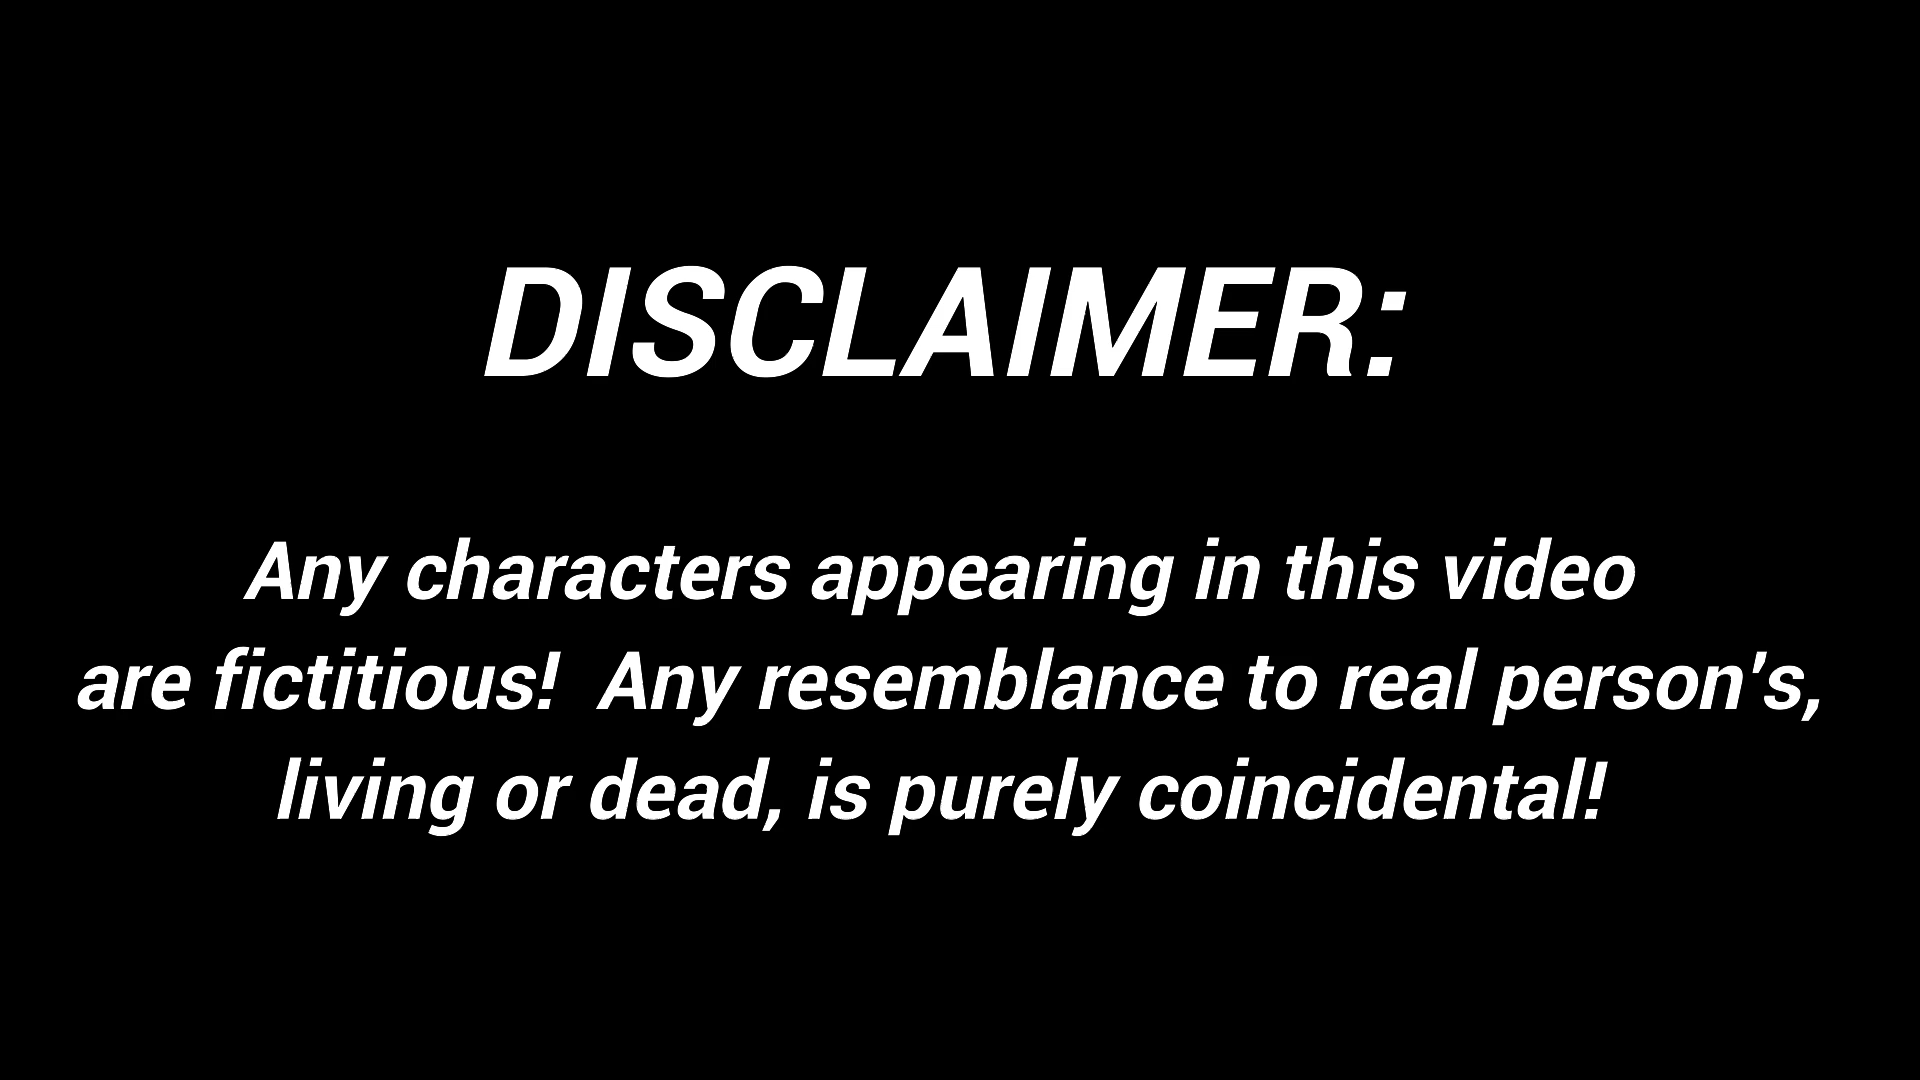 DISCLAIMER:
Any characters appearing in this video
are fictitious!  Any resemblance to real person's,
living or dead, is purely coincidental!